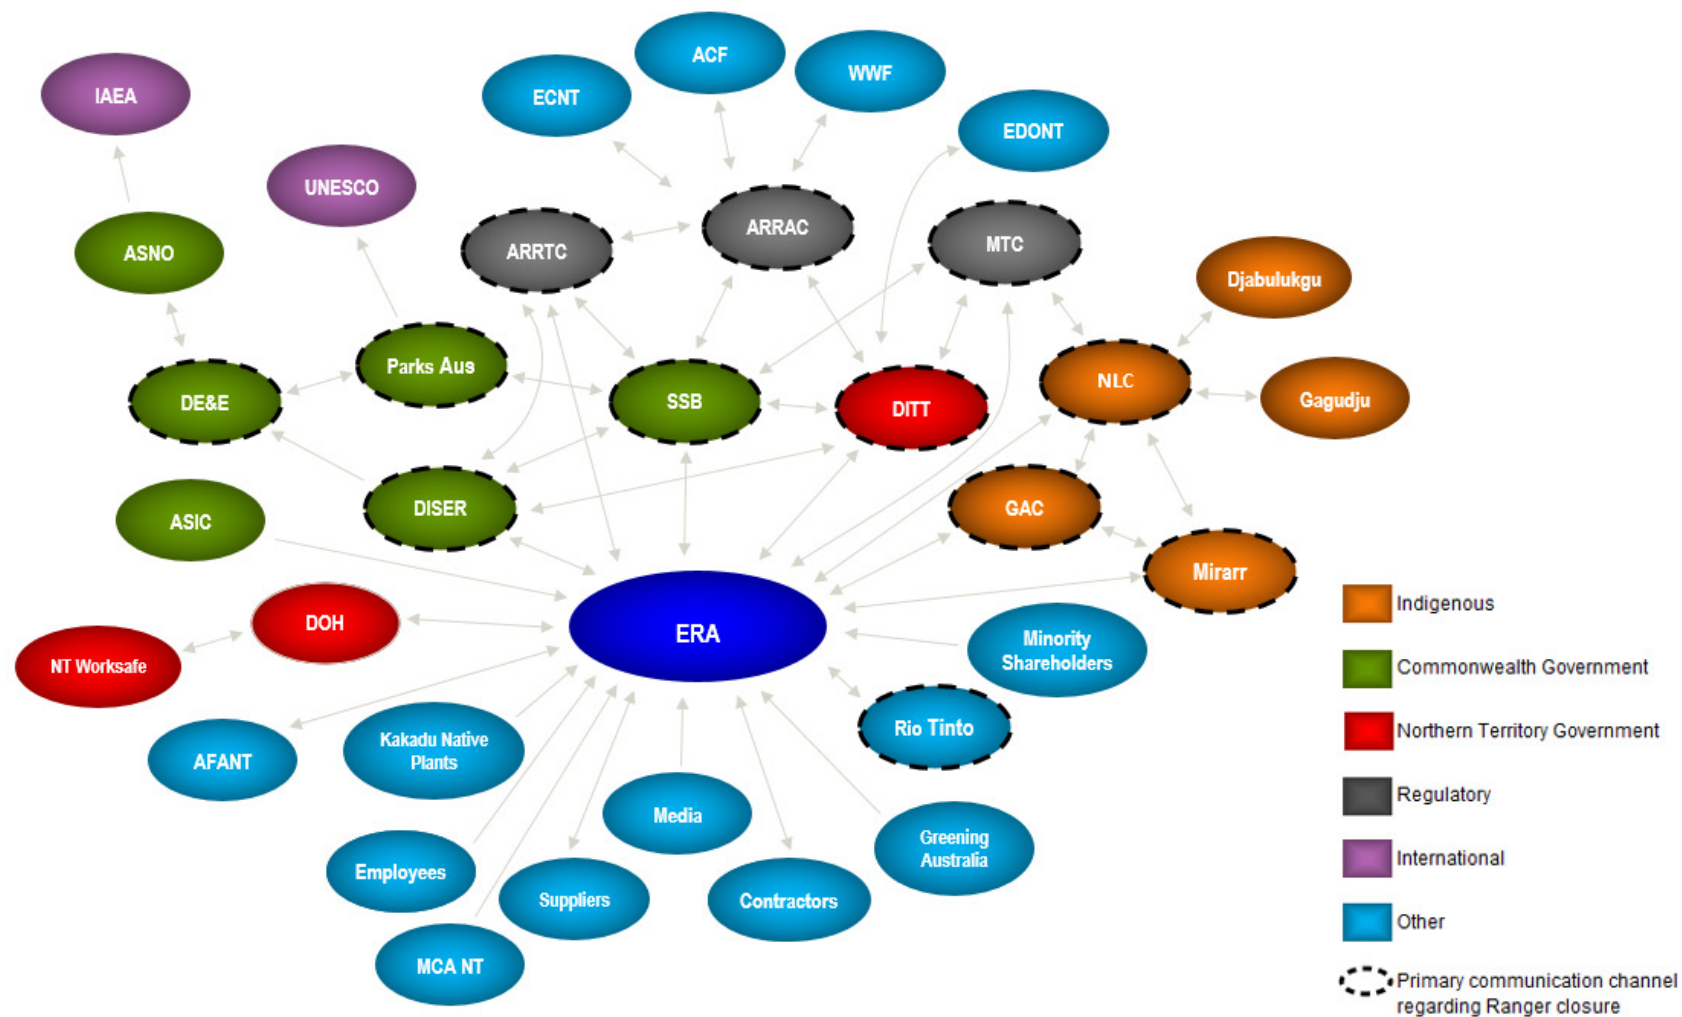 ACF
WWF
IAEA
ECNT
EDONT
UNESCO
ARRAC
MTC
ASNO
ARRTC
Djabulukgu
Parks Aus
NLC
DE&E
SSB
DITT
Gagudju
DISER
GAC
ASIC
Mirarr
DOH
ERA
NT Worksafe
Minority
Shareholders
Rio Tinto
AFANT
Kakadu Native
Plants
Media
Greening
Australia
Employees
Suppliers
Contractors
MCA NT
Indigenous
Commonwealth Government
Northern Territory Government
Regulatory
International
Other
Primary communication channel
regarding Ranger closure